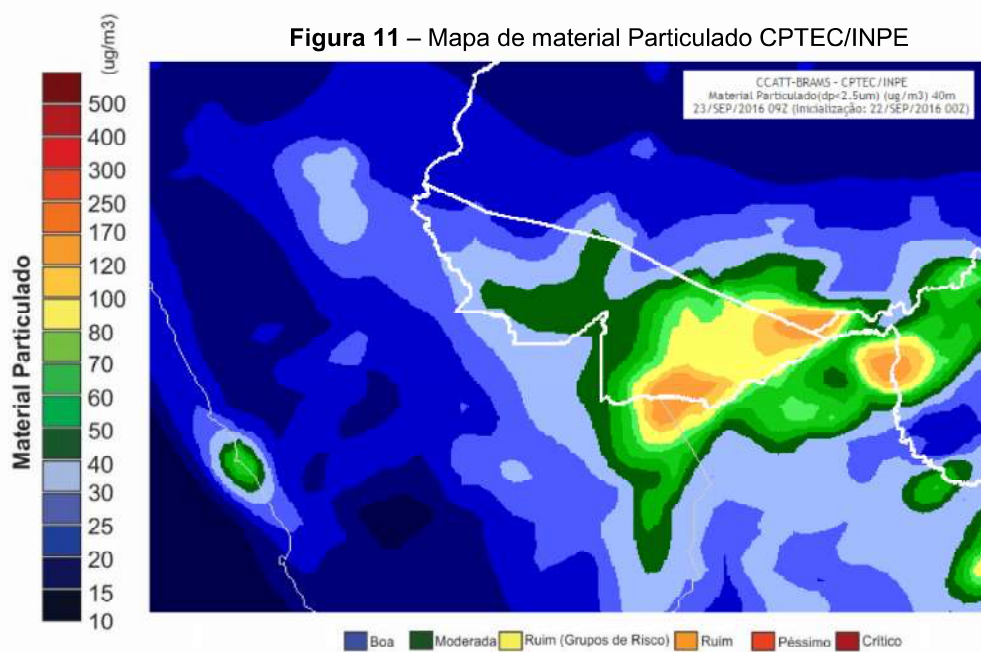 Figura 11 – Mapa de material Particulado CPTEC/INPE
(ug/m3)
CCATT-BRAMS - CPTEC/INPE
Material Particulado(dp<2.5um) (ug/m3) 40m
23/SEP/2016 09Z (Inicialização: 22/SEP/2016 00Z)
Material Particulado
500
400
300
250
170
120
100
80
70
60
50
40
30
25
20
15
10
Boa
Moderada
Ruim (Grupos de Risco)
Ruim
Péssimo
Crítico